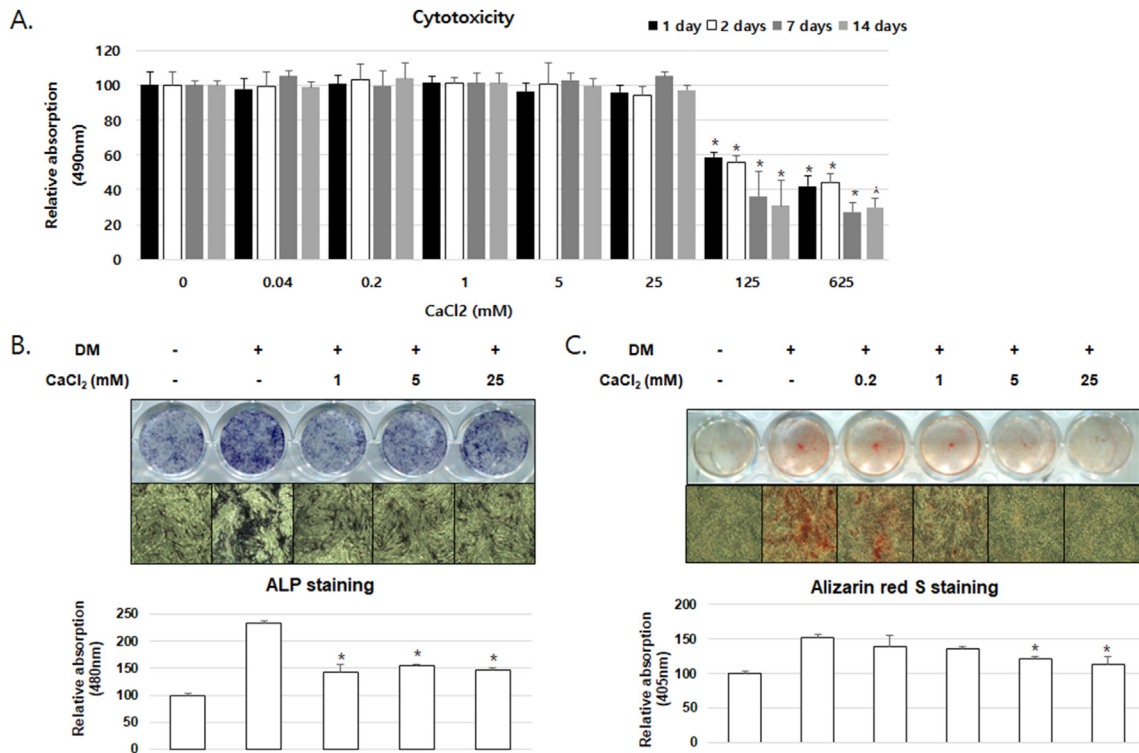 A.
Cytotoxicity
1 day 2 days 7 days 14 days
Relative absorption
(490nm)
120
100
80
60
40
20
0
* * * * * * * *
0 0.04 0.2 1 5 25 125 625
CaCl2 (mM)
B.
DM - + + + +
CaCl2 (mM) - - 1 5 25
ALP staining
Relative absorption
(480nm)
250
200
150
100
50
0
* * *
C.
DM - + + + + +
CaCl2 (mM) - - 0.2 1 5 25
Alizarin red S staining
Relative absorption
(405nm)
200
150
100
50
0
* *